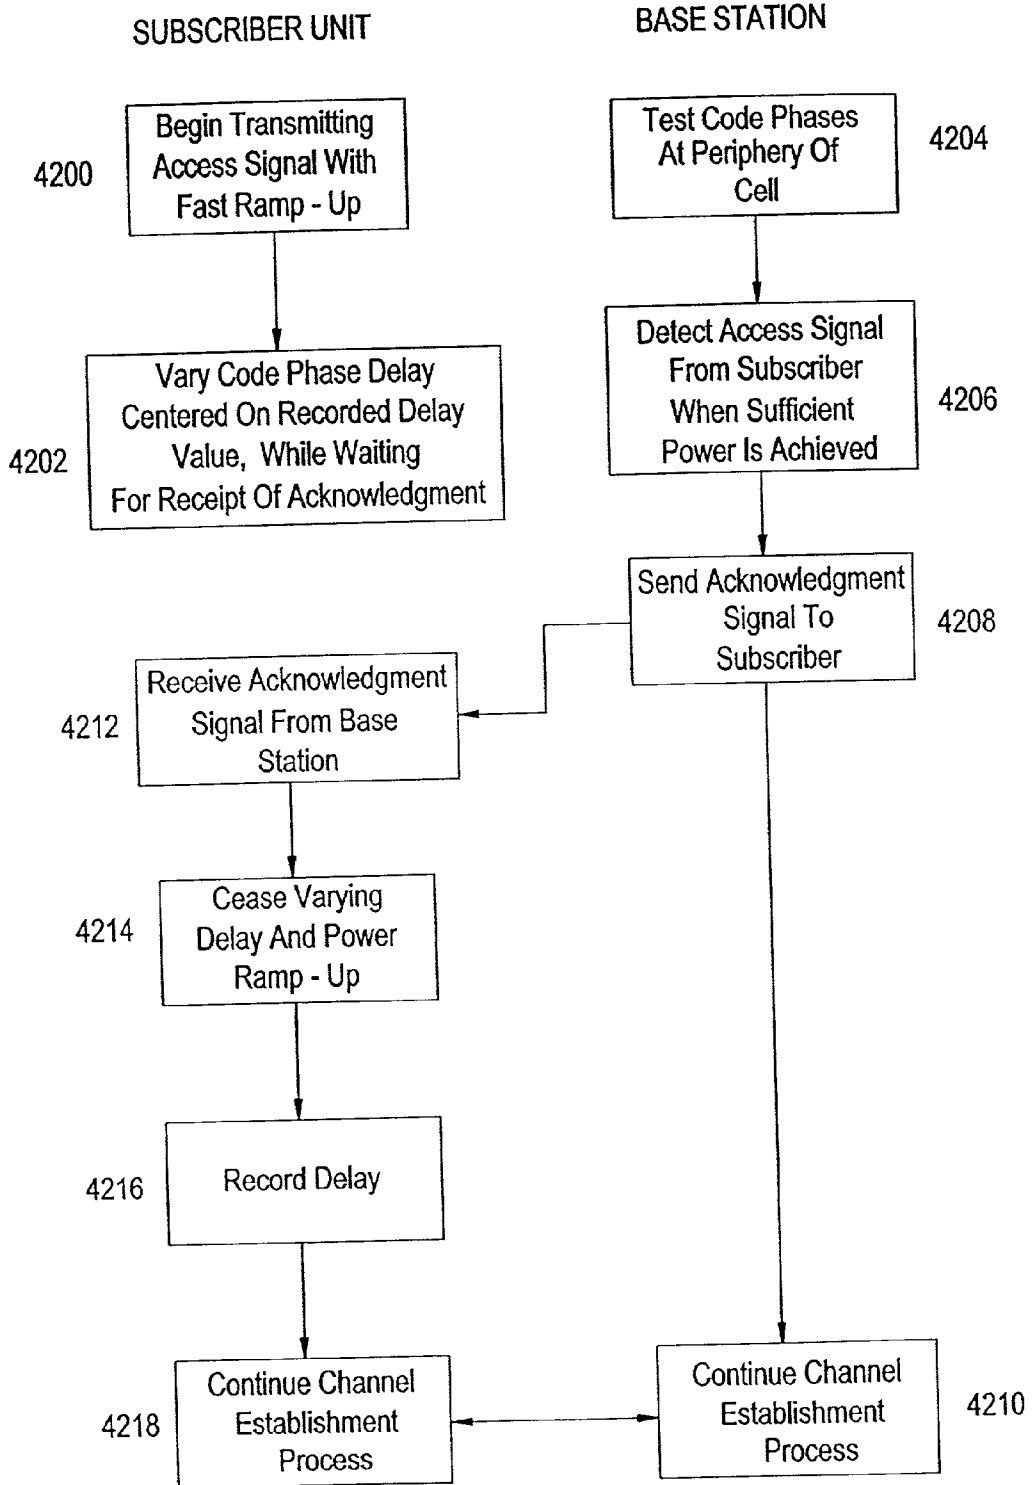 SUBSCRIBER UNIT
BASE STATION
4200
Begin Transmitting
Access Signal With
Fast Ramp - Up
Test Code Phases
At Periphery Of
Cell
4204
4202
Vary Code Phase Delay
Centered On Recorded Delay
Value, While Waiting
For Receipt Of Acknowledgment
Detect Access Signal
From Subscriber
When Sufficient
Power Is Achieved
4206
Send Acknowledgment
Signal To
Subscriber
4208
4212
Receive Acknowledgment
Signal From Base
Station
4214
Cease Varying
Delay And Power
Ramp - Up
4216
Record Delay
4218
Continue Channel
Establishment
Process
Continue Channel
Establishment
Process
4210